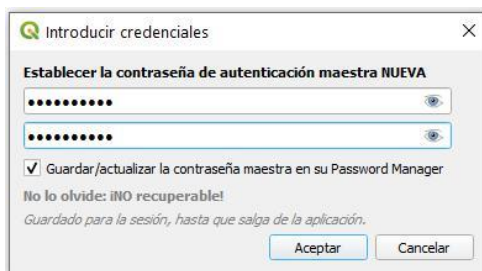 Introducir credenciales
Establecer la contraseña de autenticación maestra NUEVA
••••••••••
••••••••••
Guardar/actualizar la contraseña maestra en su Password Manager
No lo olvide: ¡NO recuperable!
Guardado para la sesión, hasta que salga de la aplicación.
Aceptar Cancelar